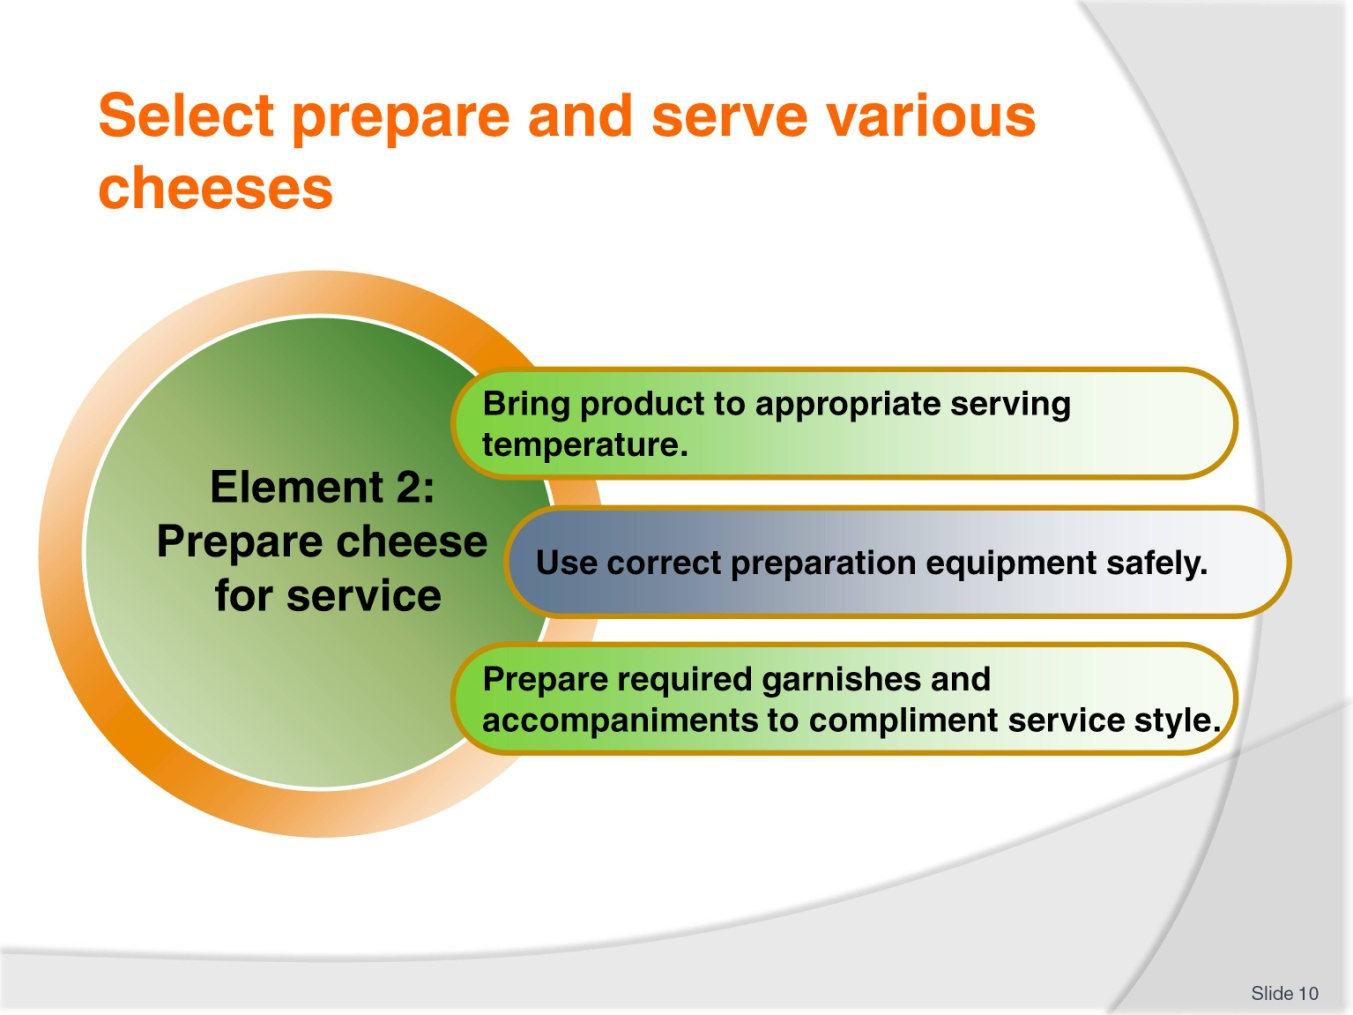 Select prepare and serve various
cheeses
Element 2:
Prepare cheese
for service
Bring product to appropriate serving
temperature.
Use correct preparation equipment safely.
Prepare required garnishes and
accompaniments to compliment service style.
Slide 10